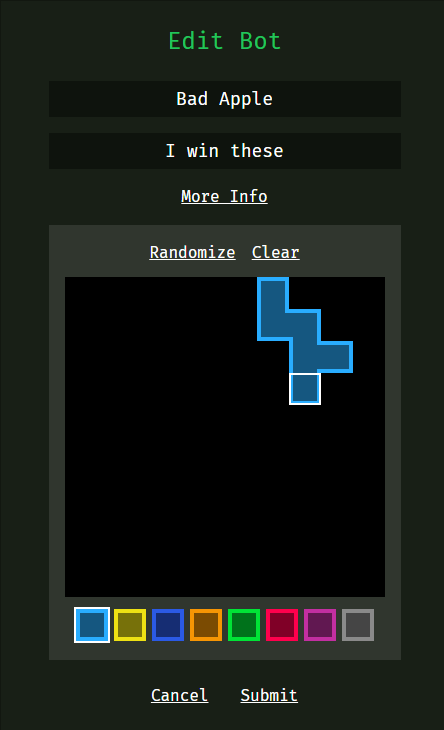 Edit Bot
Bad Apple
I win these
More Info
Randomize Clear
Cancel Submit